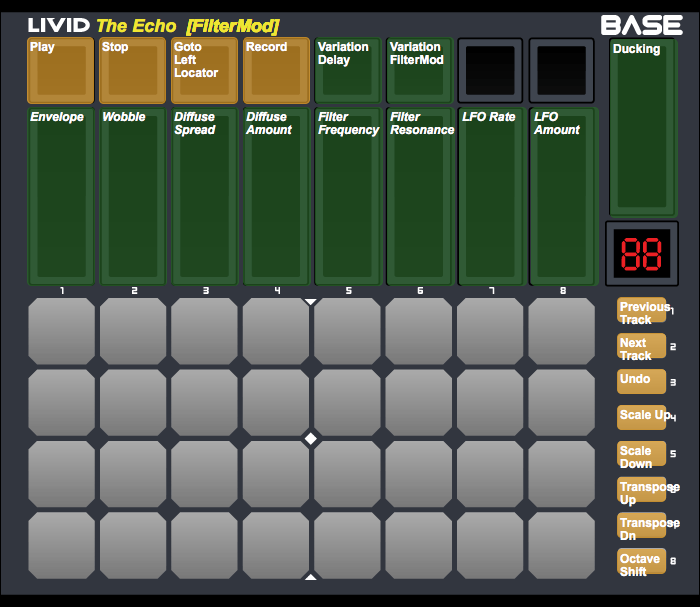 LIVID The Echo [FilterMod]
BASE
Play
Stop
Goto
Left
Locator
Record
Variation
Delay
Variation
FilterMod
Ducking
Envelope
Wobble
Diffuse
Spread
Diffuse
Amount
Filter
Frequency
Filter
Resonance
LFO Rate
LFO
Amount
88
1 2 3 4 5 6 7 8
Previous 1
Track
Next 2
Track
Undo 3
Scale Up 4
Scale 5
Down
Transpose
Up
Transpose
Dn
Octave 8
Shift